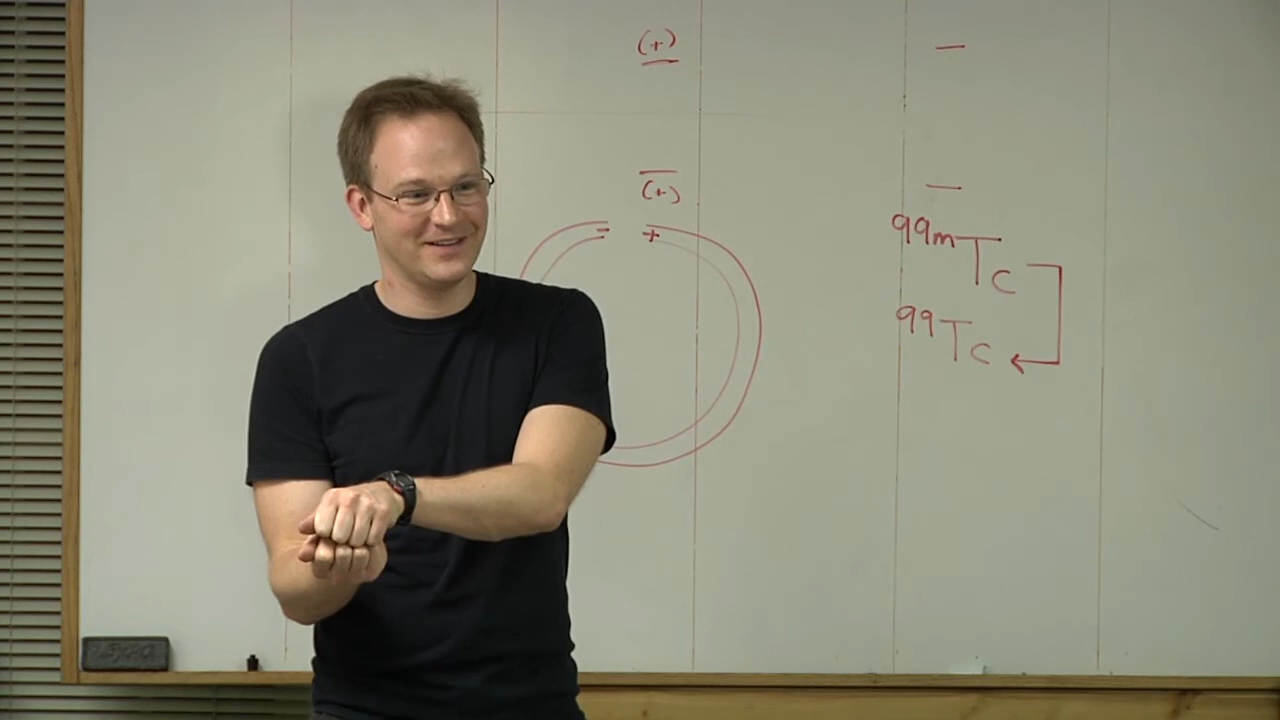 (+) −
(+) −
− +
99mTc
99Tc